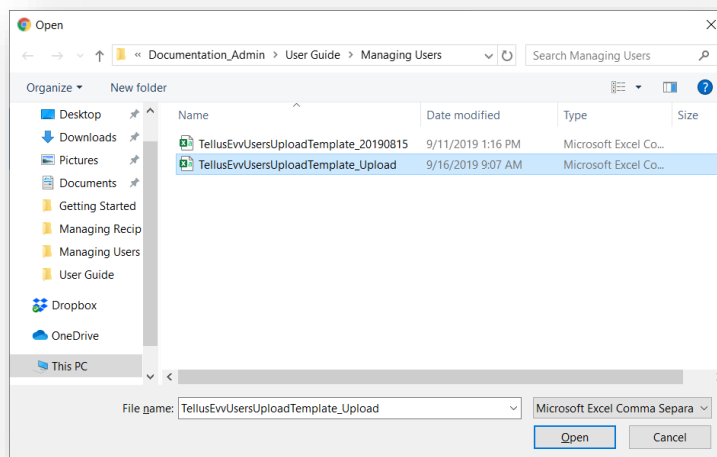 Open
« Documentation_Admin > User Guide > Managing Users
Search Managing Users
Organize
New folder
Name
Date modified
Type
Size
Desktop
Downloads
Pictures
Documents
Getting Started
Managing Recip
Managing Users
User Guide
Dropbox
OneDrive
This PC
TellusEvvUsersUploadTemplate_20190815 9/11/2019 1:16 PM Microsoft Excel Co...
TellusEvvUsersUploadTemplate_Upload 9/16/2019 9:07 AM Microsoft Excel Co...
File name: TellusEvvUsersUploadTemplate_Upload
Microsoft Excel Comma Separa
Open
Cancel